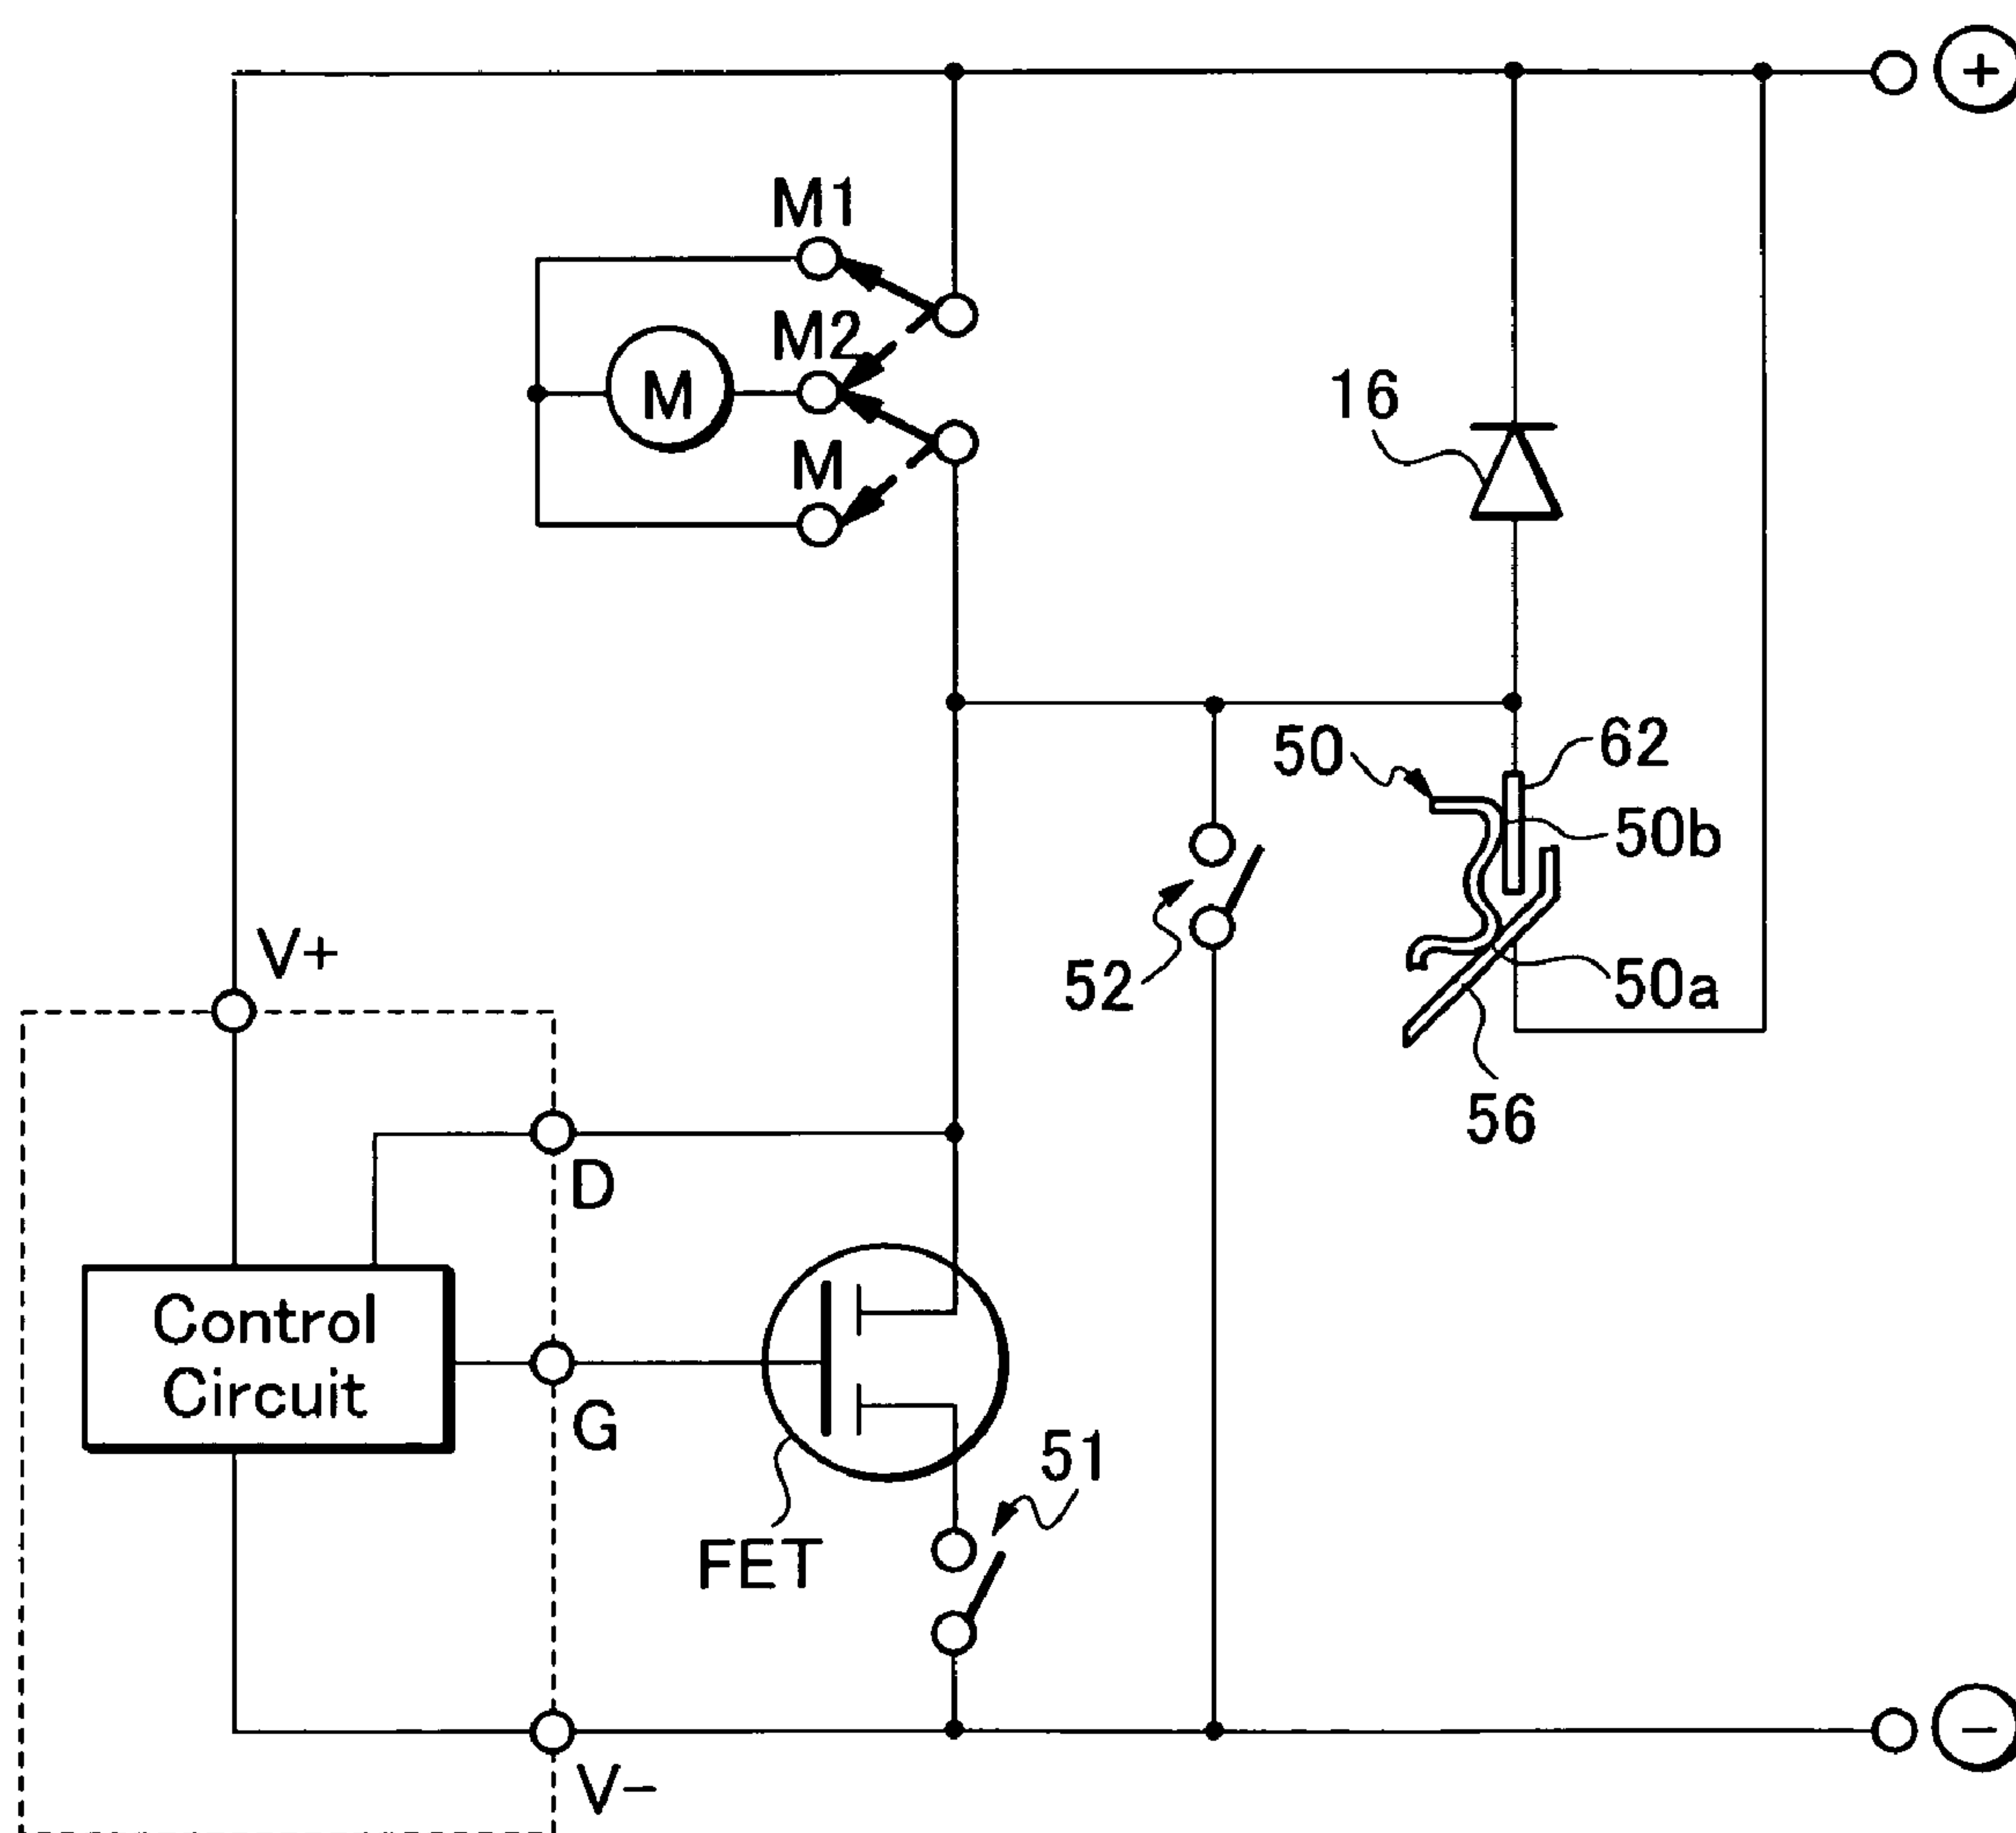 +
M1
M2
M
M
16
50
62
50b
52
50a
56
V+
D
Control
Circuit
G
51
FET
V−
−